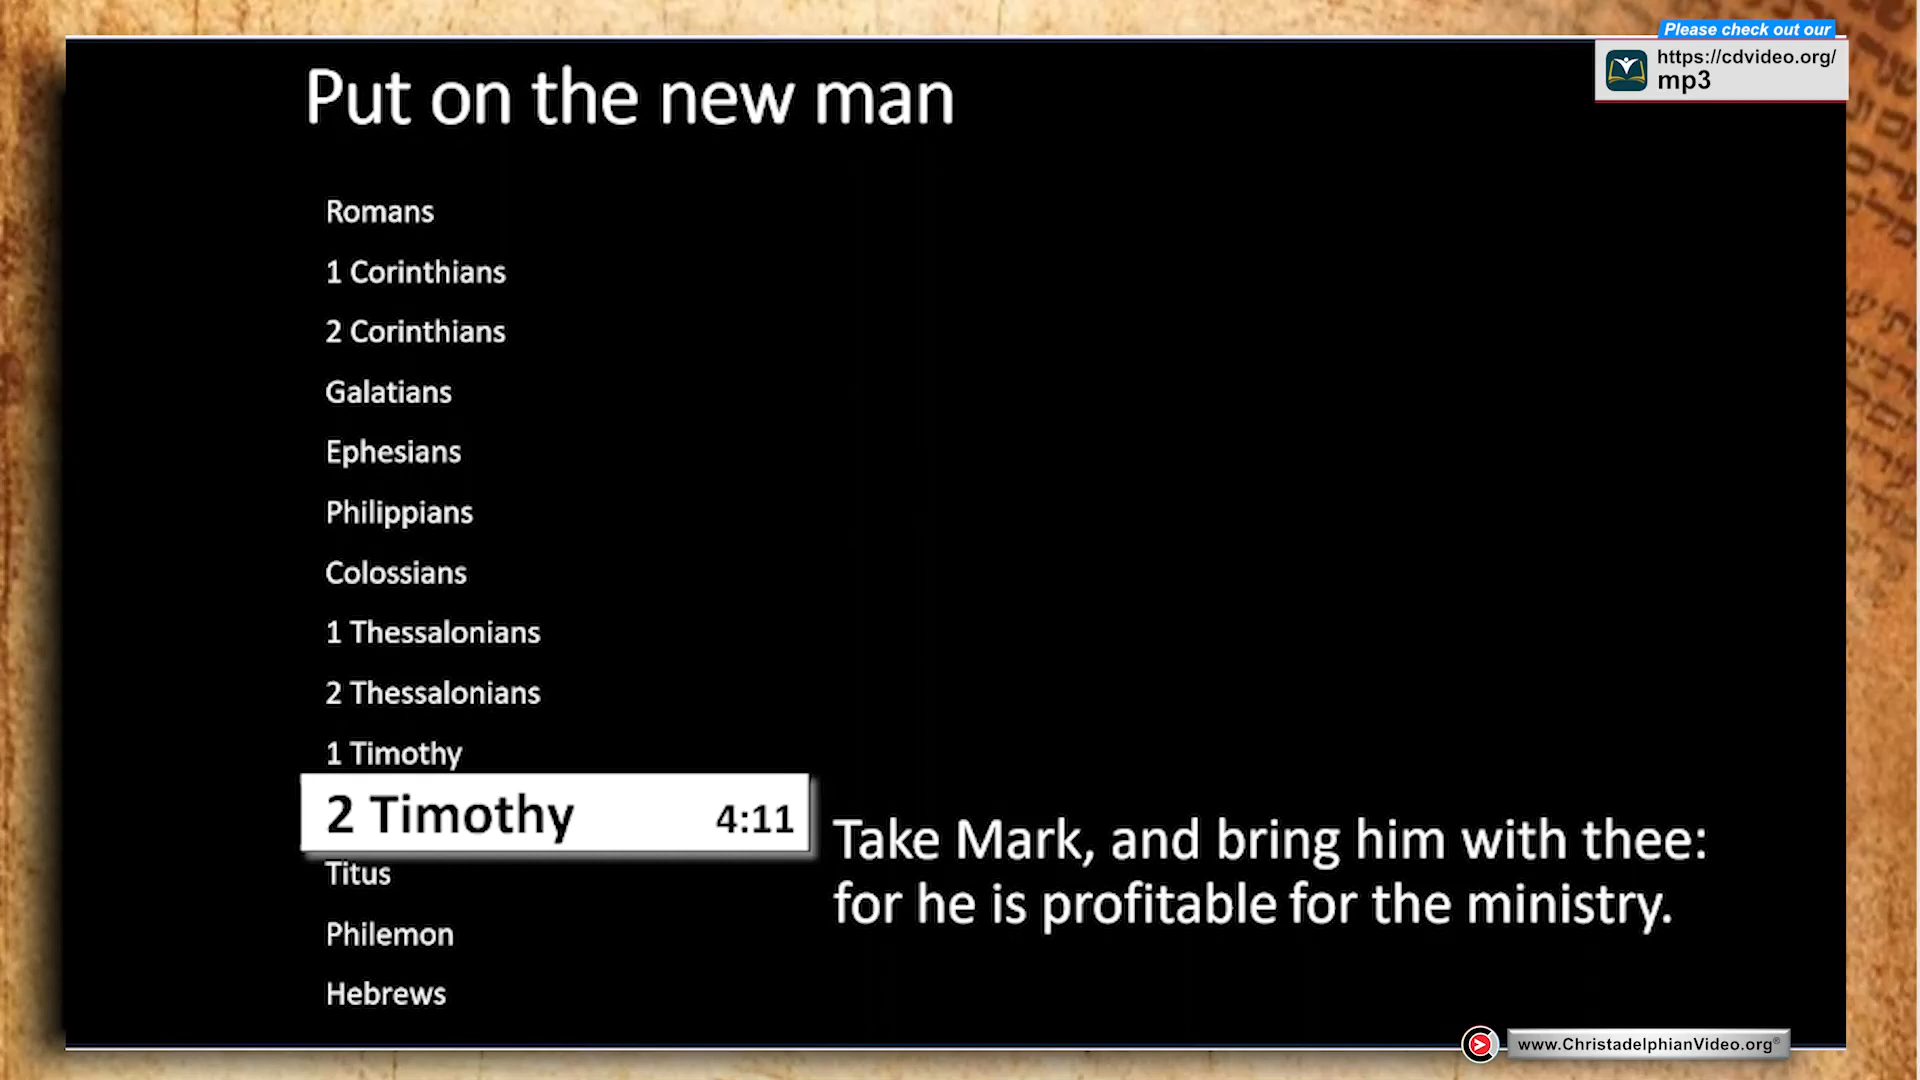 Please check out our
https://cdvideo.org/
mp3
Put on the new man
Romans
1 Corinthians
2 Corinthians
Galatians
Ephesians
Philippians
Colossians
1 Thessalonians
2 Thessalonians
1 Timothy
2 Timothy 4:11
Take Mark, and bring him with thee:
for he is profitable for the ministry.
Titus
Philemon
Hebrews
www.ChristadelphianVideo.org®